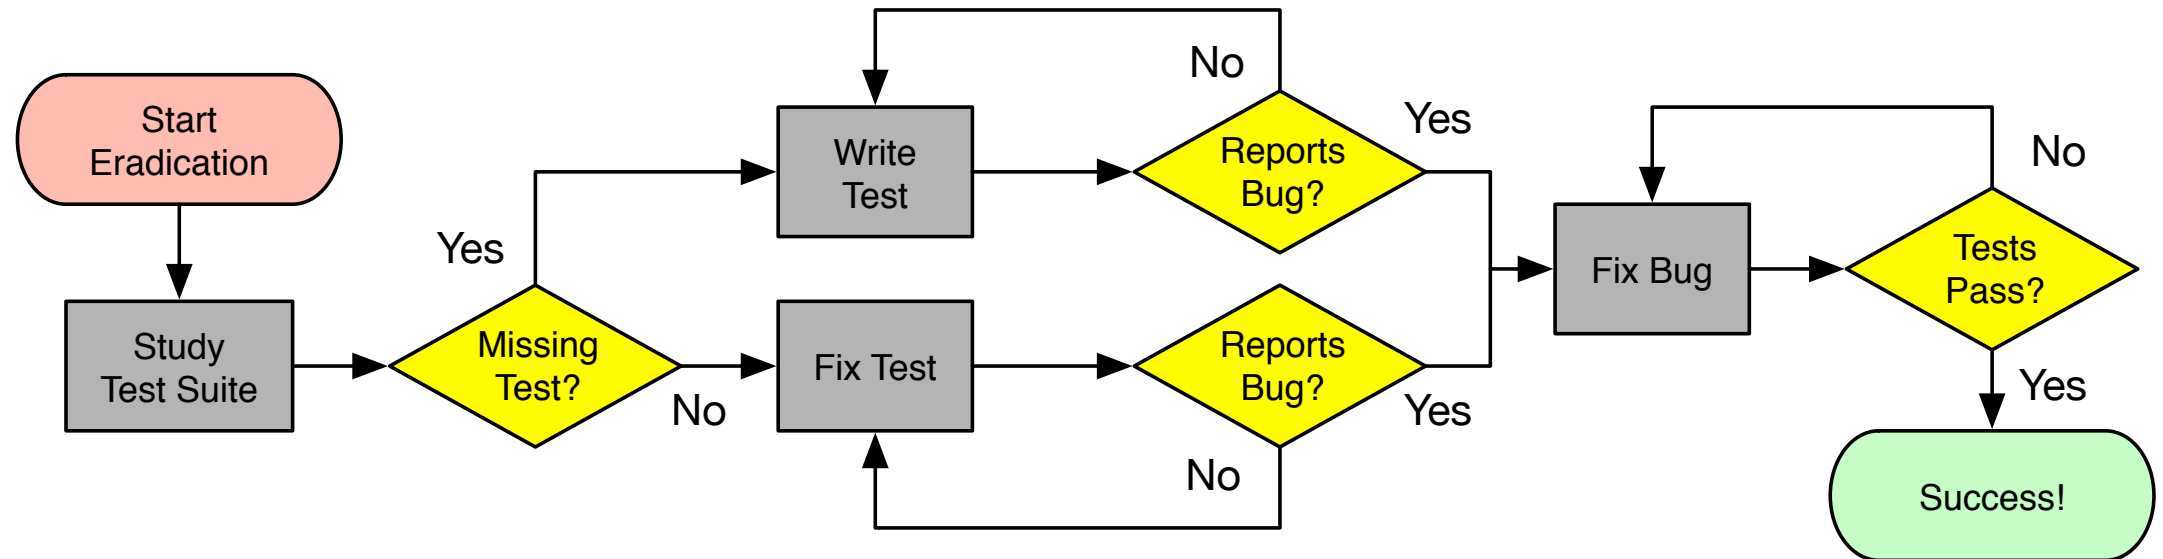 Start
Eradication
Study
Test Suite
Missing
Test?
Yes
No
Write
Test
Reports
Bug?
No
Yes
Fix Test
Reports
Bug?
No
Yes
Fix Bug
Tests
Pass?
No
Yes
Success!